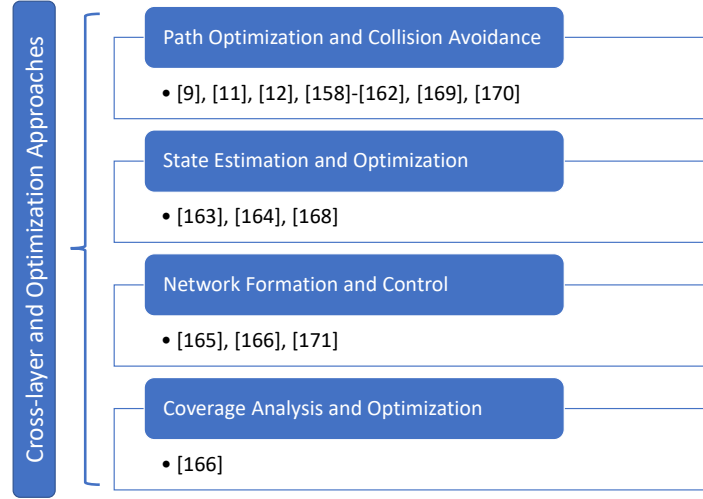 Cross-layer and Optimization Approaches
Path Optimization and Collision Avoidance
• [9], [11], [12], [158]-[162], [169], [170]
State Estimation and Optimization
• [163], [164], [168]
Network Formation and Control
• [165], [166], [171]
Coverage Analysis and Optimization
• [166]